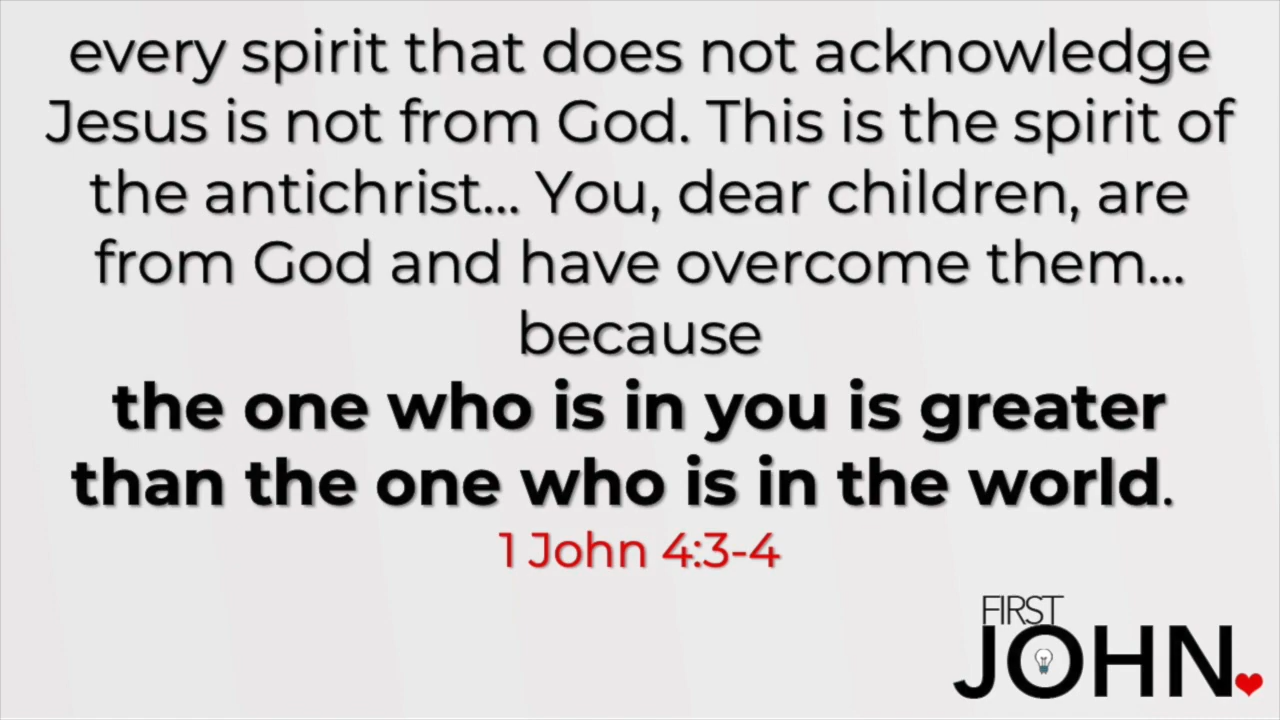 every spirit that does not acknowledge
Jesus is not from God. This is the spirit of
the antichrist... You, dear children, are
from God and have overcome them...
because
the one who is in you is greater
than the one who is in the world.
1 John 4:3-4
FIRST
JOHN